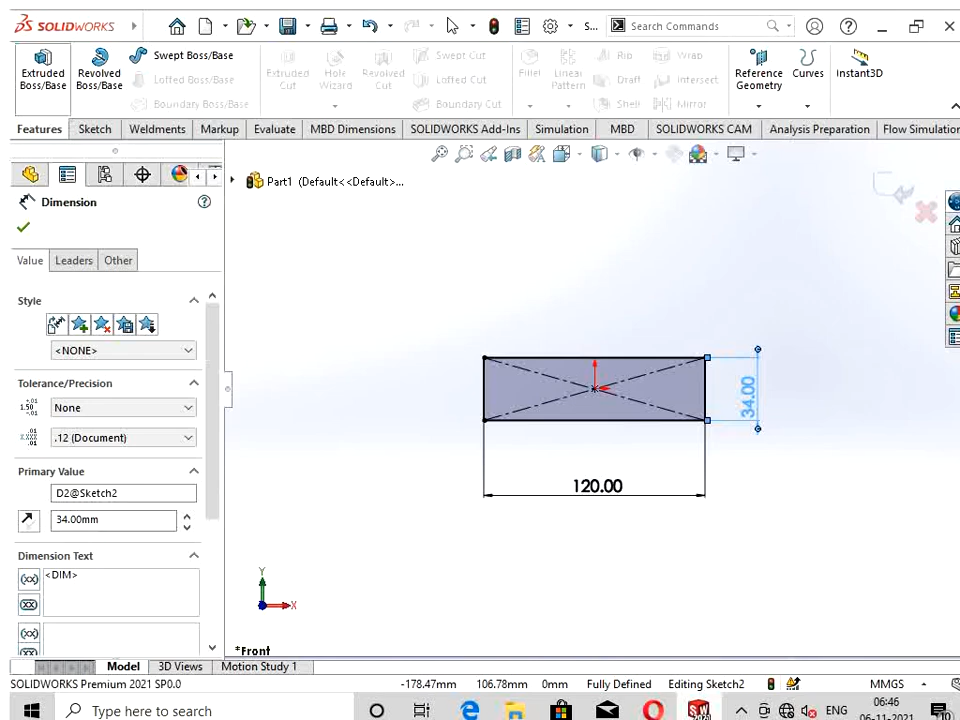 SOLIDWORKS
S...
Search Commands
Extruded Boss/Base
Revolved Boss/Base
Swept Boss/Base
Lofted Boss/Base
Boundary Boss/Base
Extruded Cut
Hole Wizard
Revolved Cut
Swept Cut
Lofted Cut
Boundary Cut
Fillet
Linear Pattern
Rib
Draft
Shell
Wrap
Intersect
Mirror
Reference Geometry
Curves
Instant3D
Features
Sketch
Weldments
Markup
Evaluate
MBD Dimensions
SOLIDWORKS Add-Ins
Simulation
MBD
SOLIDWORKS CAM
Analysis Preparation
Flow Simulation
Part1 (Default<<Default>...
Dimension
Value
Leaders
Other
Style
<NONE>
Tolerance/Precision
None
.12 (Document)
Primary Value
D2@Sketch2
34.00mm
Dimension Text
<DIM>
34.00
120.00
Y
X
*Front
Model
3D Views
Motion Study 1
SOLIDWORKS Premium 2021 SP0.0
-178.47mm
106.78mm
0mm
Fully Defined
Editing Sketch2
MMGS
Type here to search
ENG
06:46
06-11-2021